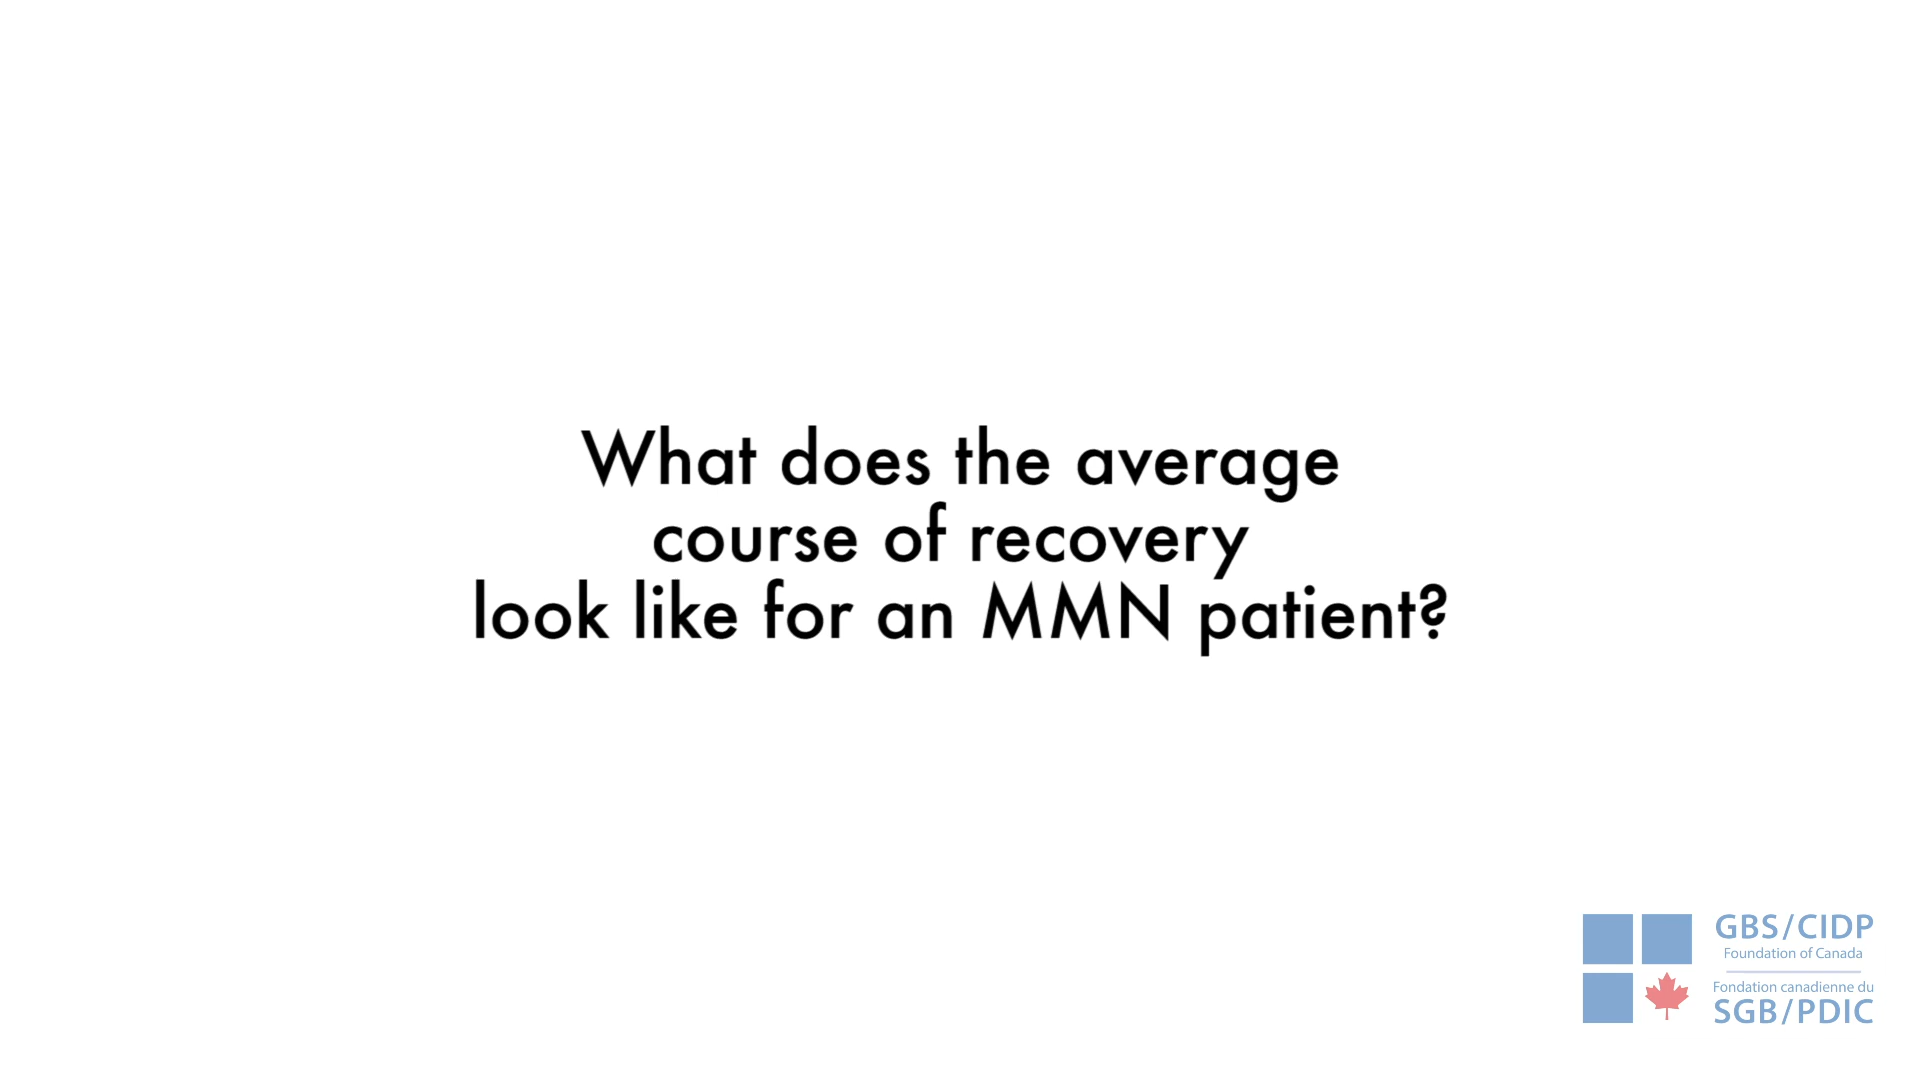 What does the average
course of recovery
look like for an MMN patient?
GBS/CIDP
Foundation of Canada
Fondation canadienne du
SGB/PDIC